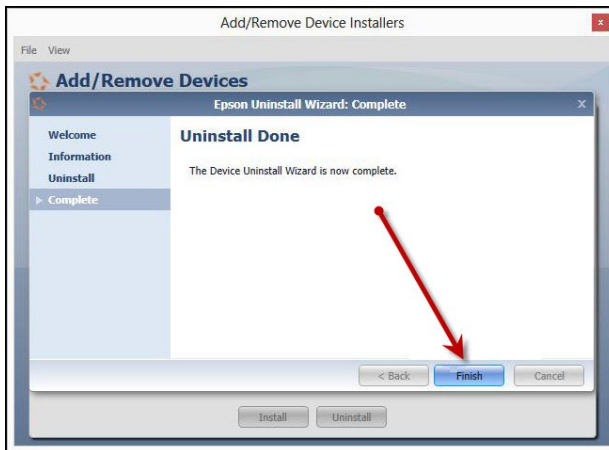 Add/Remove Device Installers
x
File View
Add/Remove Devices
Epson Uninstall Wizard: Complete
x
Welcome
Information
Uninstall
Complete
Uninstall Done
The Device Uninstall Wizard is now complete.
< Back Finish Cancel
Install Uninstall